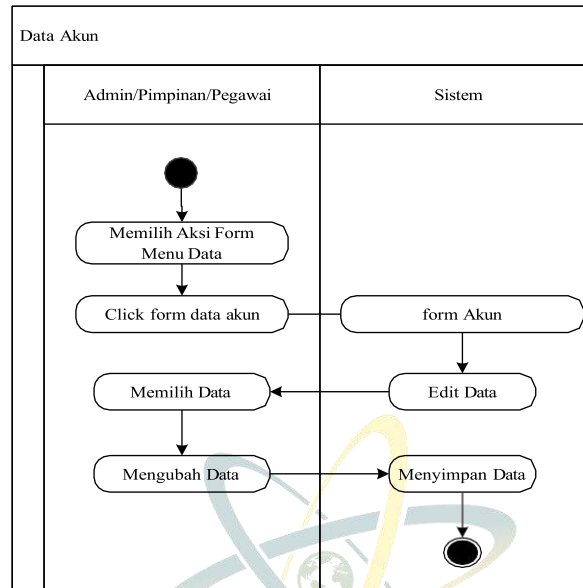 Data Akun
Admin/Pimpinan/Pegawai
Sistem
Memilih Aksi Form
Menu Data
Click form data akun
form Akun
Memilih Data
Edit Data
Mengubah Data
Menyimpan Data